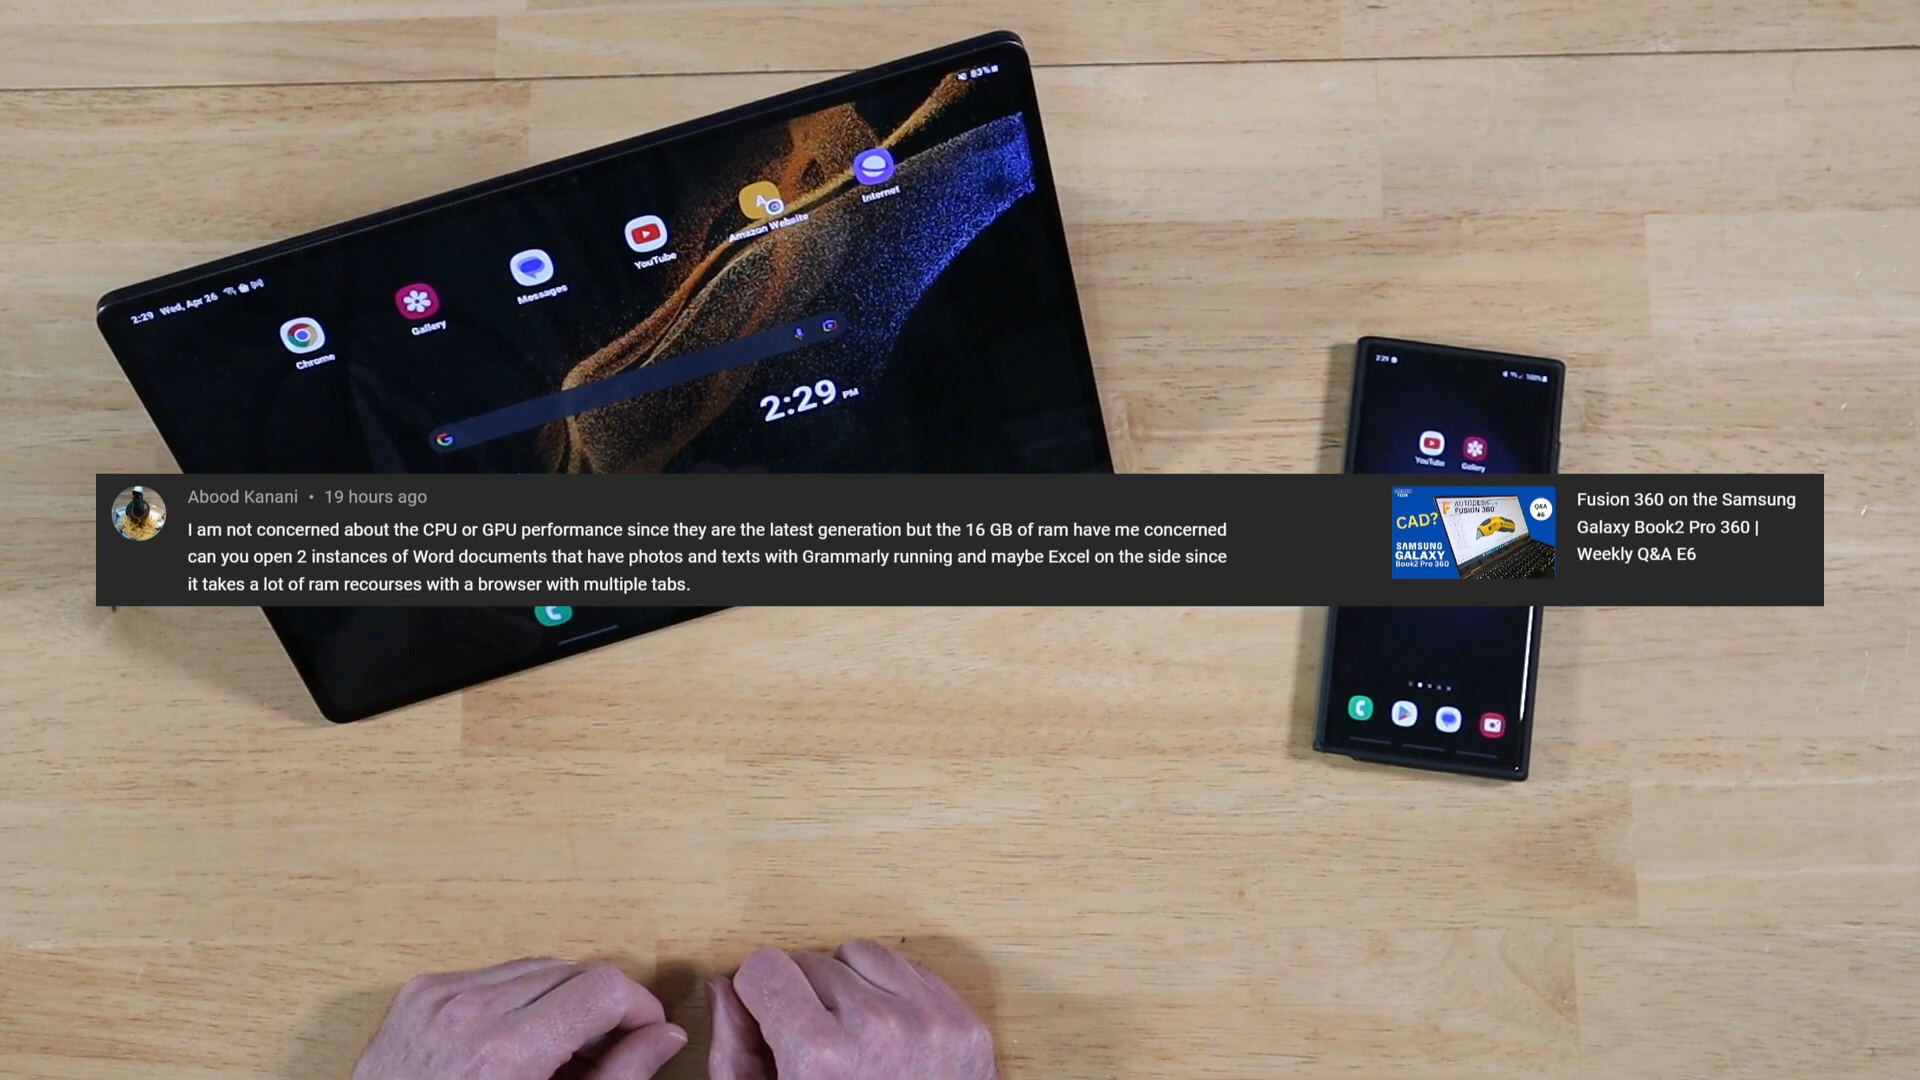 83%
2:29 Wed, Apr 26
Internet
Amazon Website
YouTube
Messages
Gallery
Chrome
2:29 PM
2:29
100%
YouTube
Gallery
Abood Kanani • 19 hours ago
I am not concerned about the CPU or GPU performance since they are the latest generation but the 16 GB of ram have me concerned
can you open 2 instances of Word documents that have photos and texts with Grammarly running and maybe Excel on the side since
it takes a lot of ram recourses with a browser with multiple tabs.
CAD?
AUTODESK
FUSION 360
Q&A
#6
SAMSUNG
GALAXY
Book2 Pro 360
Fusion 360 on the Samsung
Galaxy Book2 Pro 360 |
Weekly Q&A E6